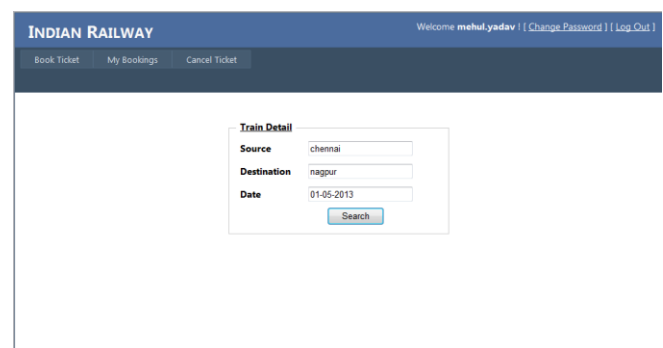 INDIAN RAILWAY
Welcome mehul.yadav ! [ Change Password ] [ Log Out ]
Book Ticket My Bookings Cancel Ticket
Train Detail
Source chennai
Destination nagpur
Date 01-05-2013
Search